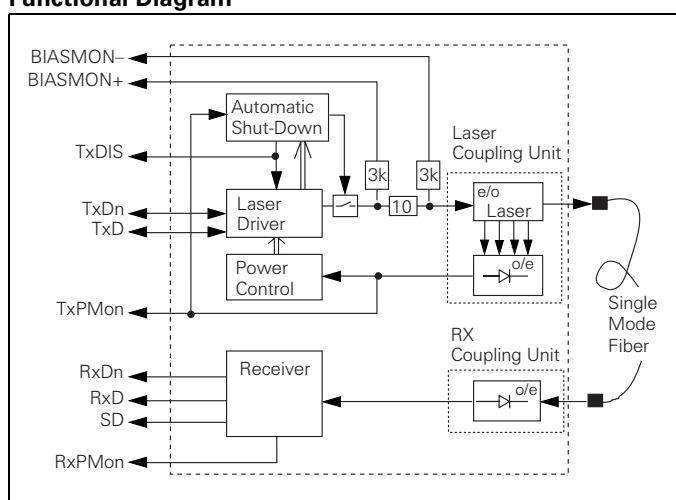 Functional Diagram
BIASMON–
BIASMON+
Automatic
Shut-Down
Laser
Coupling Unit
TxDIS
3k
3k
e/o
Laser
TxDn
TxD
Laser
Driver
10
o/e
Power
Control
TxPMon
Single
Mode
Fiber
RX
Coupling Unit
RxDn
RxD
SD
Receiver
o/e
RxPMon